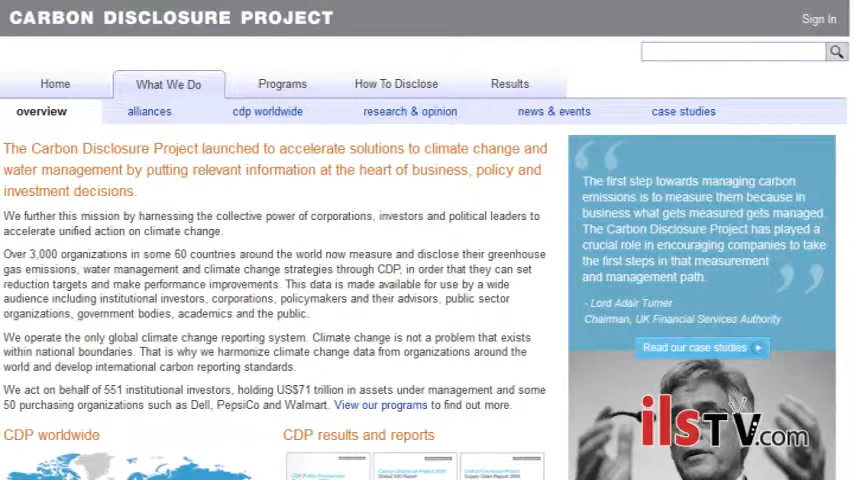 CARBON DISCLOSURE PROJECT
Sign In
Home
What We Do
Programs
How To Disclose
Results
overview
alliances
cdp worldwide
research & opinion
news & events
case studies
The Carbon Disclosure Project launched to accelerate solutions to climate change and
water management by putting relevant information at the heart of business, policy and
investment decisions.
We further this mission by harnessing the collective power of corporations, investors and political leaders to
accelerate unified action on climate change.
Over 3,000 organizations in some 60 countries around the world now measure and disclose their greenhouse
gas emissions, water management and climate change strategies through CDP, in order that they can set
reduction targets and make performance improvements. This data is made available for use by a wide
audience including institutional investors, corporations, policymakers and their advisors, public sector
organizations, government bodies, academics and the public.
We operate the only global climate change reporting system. Climate change is not a problem that exists
within national boundaries. That is why we harmonize climate change data from organizations around the
world and develop international carbon reporting standards.
We act on behalf of 551 institutional investors, holding US$71 trillion in assets under management and some
50 purchasing organizations such as Dell, PepsiCo and Walmart. View our programs to find out more.
CDP worldwide
CDP results and reports
“
The first step towards managing carbon
emissions is to measure them because in
business what gets measured gets managed.
The Carbon Disclosure Project has played a
crucial role in encouraging companies to take
the first steps in that measurement
and management path.
”
- Lord Adair Turner
Chairman, UK Financial Services Authority
Read our case studies
ilsTV.com